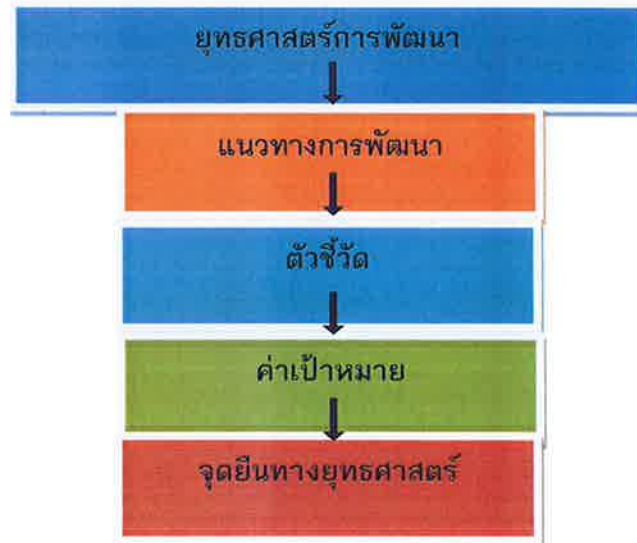 ยุทธศาสตร์การพัฒนา
แนวทางการพัฒนา
ตัวชี้วัด
ค่าเป้าหมาย
จุดยืนทางยุทธศาสตร์